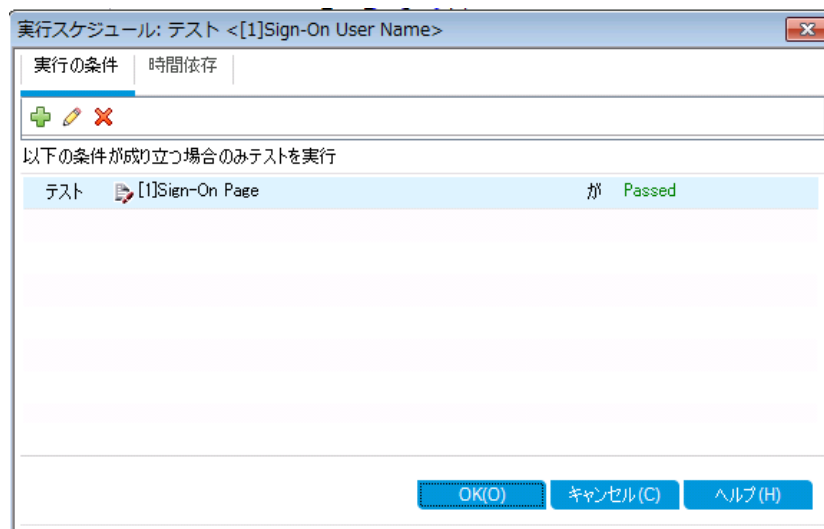 実行スケジュール: テスト <[1]Sign-On User Name>
実行の条件 時間依存
以下の条件が成り立つ場合のみテストを実行
テスト [1]Sign-On Page が Passed
OK(O) キャンセル(C) ヘルプ(H)